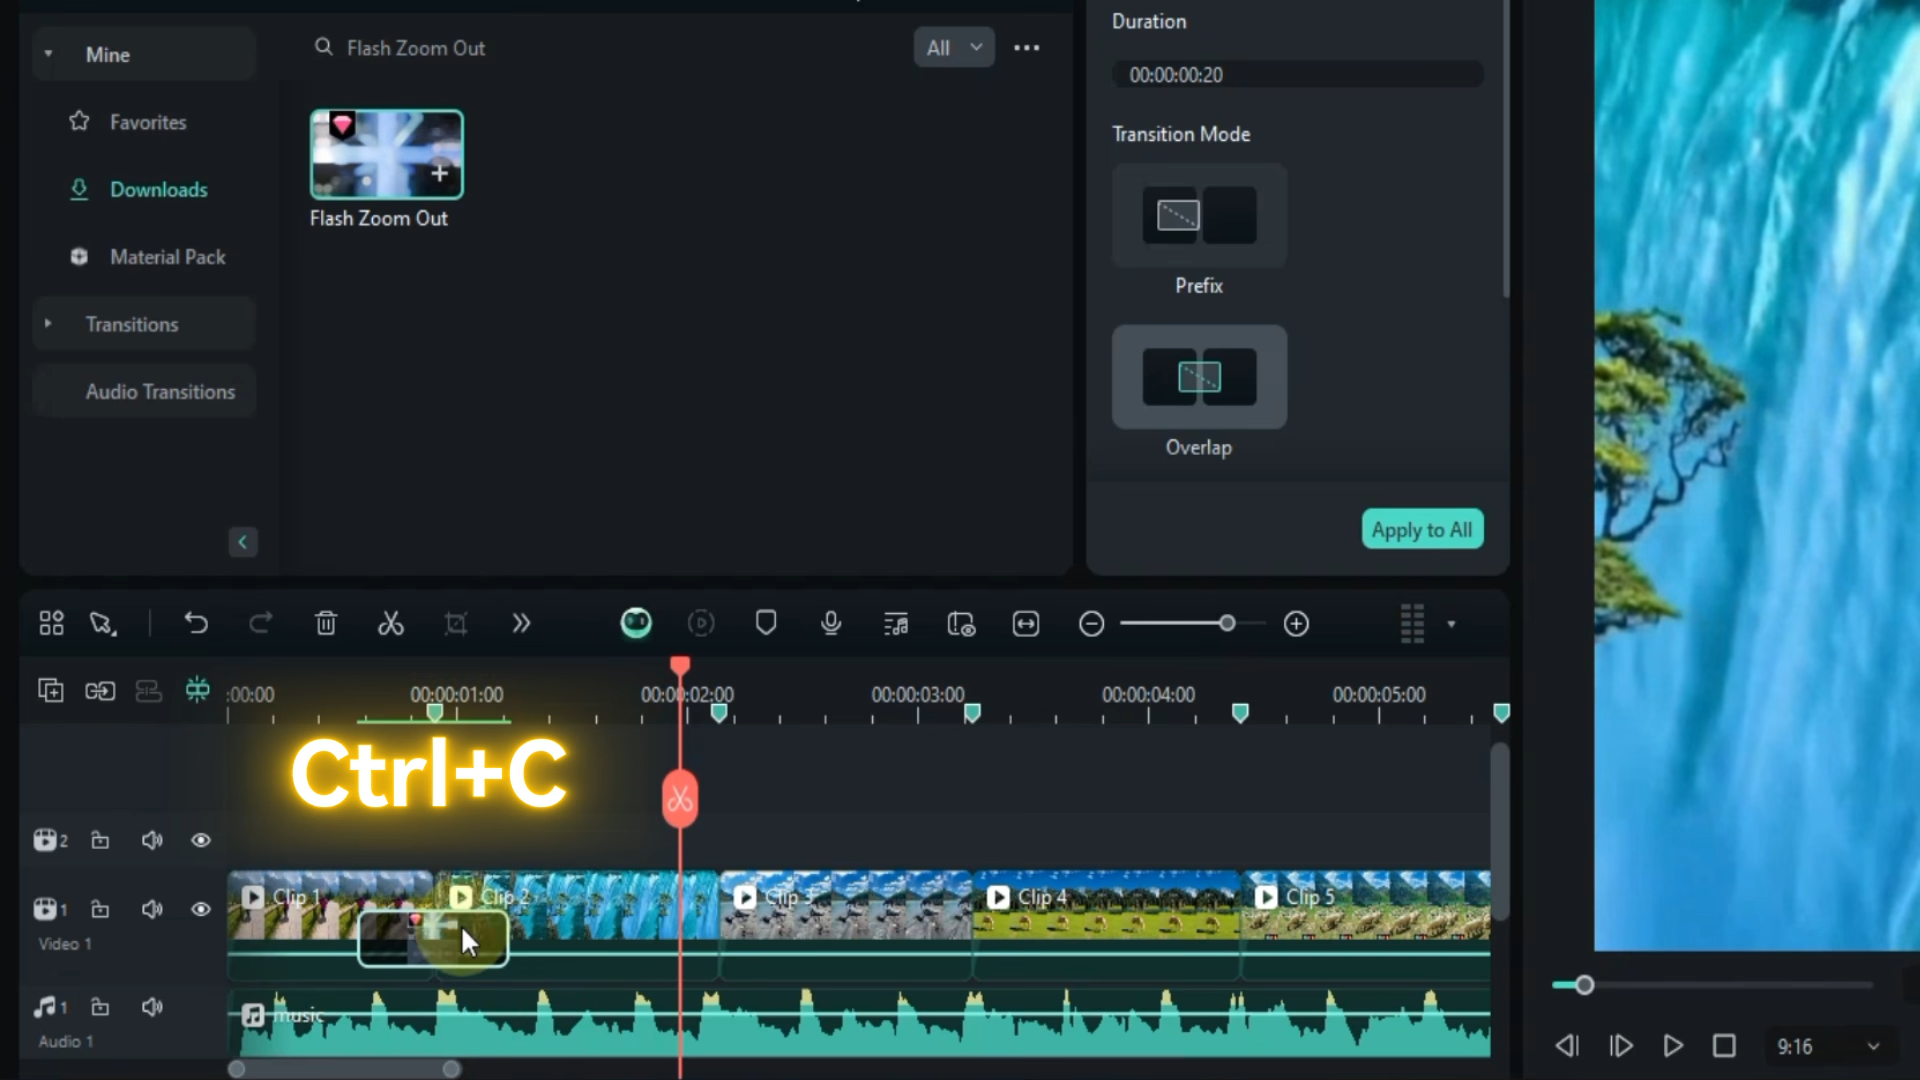 Mine
Flash Zoom Out
All
Favorites
Downloads
Material Pack
Transitions
Audio Transitions
Flash Zoom Out
Duration
00:00:00:20
Transition Mode
Prefix
Overlap
Apply to All
:00:00
00:00:01:00
00:00:02:00
00:00:03:00
00:00:04:00
00:00:05:00
Ctrl+C
2
1
Video 1
Clip 1
Clip 2
Clip 3
Clip 4
Clip 5
1
Audio 1
music
9:16